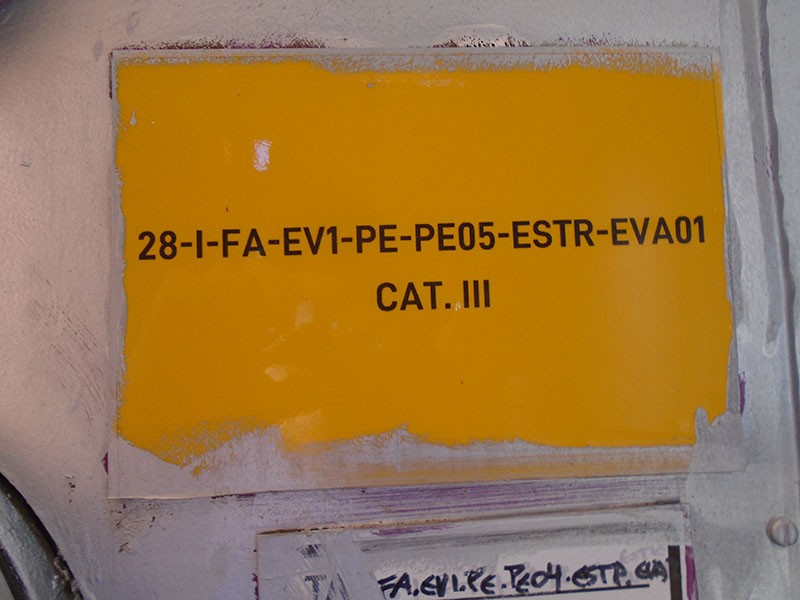 28-I-FA-EV1-PE-PE05-ESTR-EVA01
CAT. III
FA.EV1.PE.PE04.ESTR.EVA